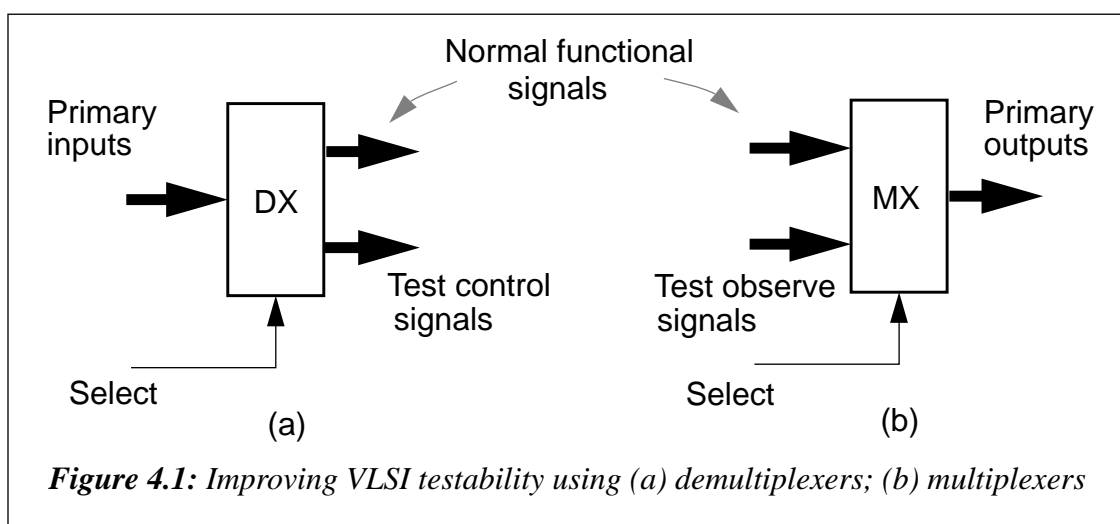 Normal functional
signals
Primary
inputs
DX
Test control
signals
Select
(a)
Primary
outputs
MX
Test observe
signals
Select
(b)
Figure 4.1: Improving VLSI testability using (a) demultiplexers; (b) multiplexers